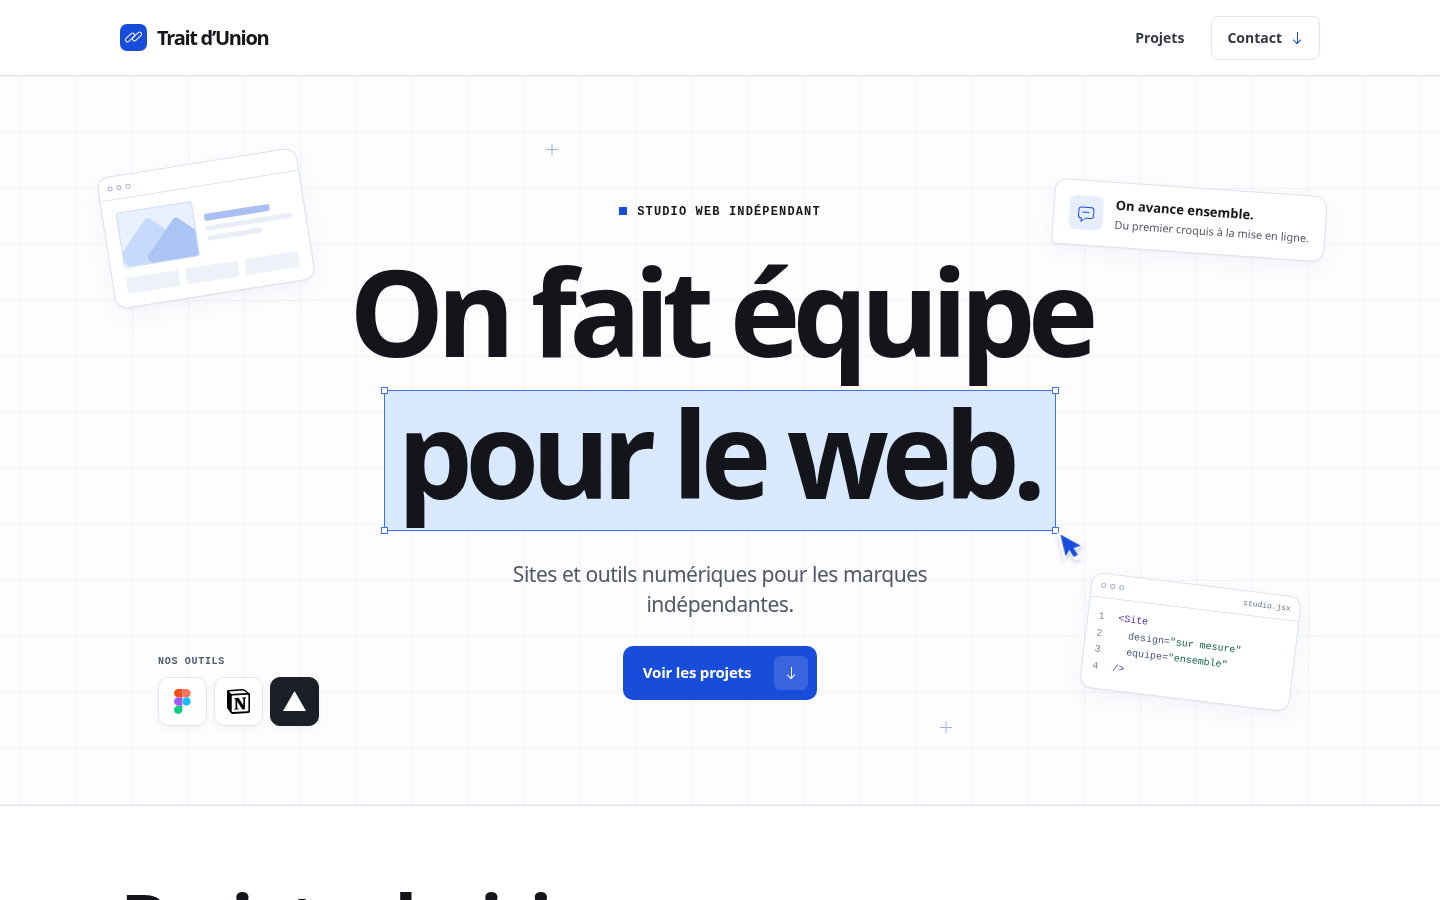 Trait d’Union
Projets
Contact
STUDIO WEB INDÉPENDANT
On avance ensemble.
Du premier croquis à la mise en ligne.
On fait équipe
pour le web.
Sites et outils numériques pour les marques
indépendantes.
studio.jsx
1 <Site
2 design="sur mesure"
3 equipe="ensemble"
4 />
NOS OUTILS
N
Voir les projets